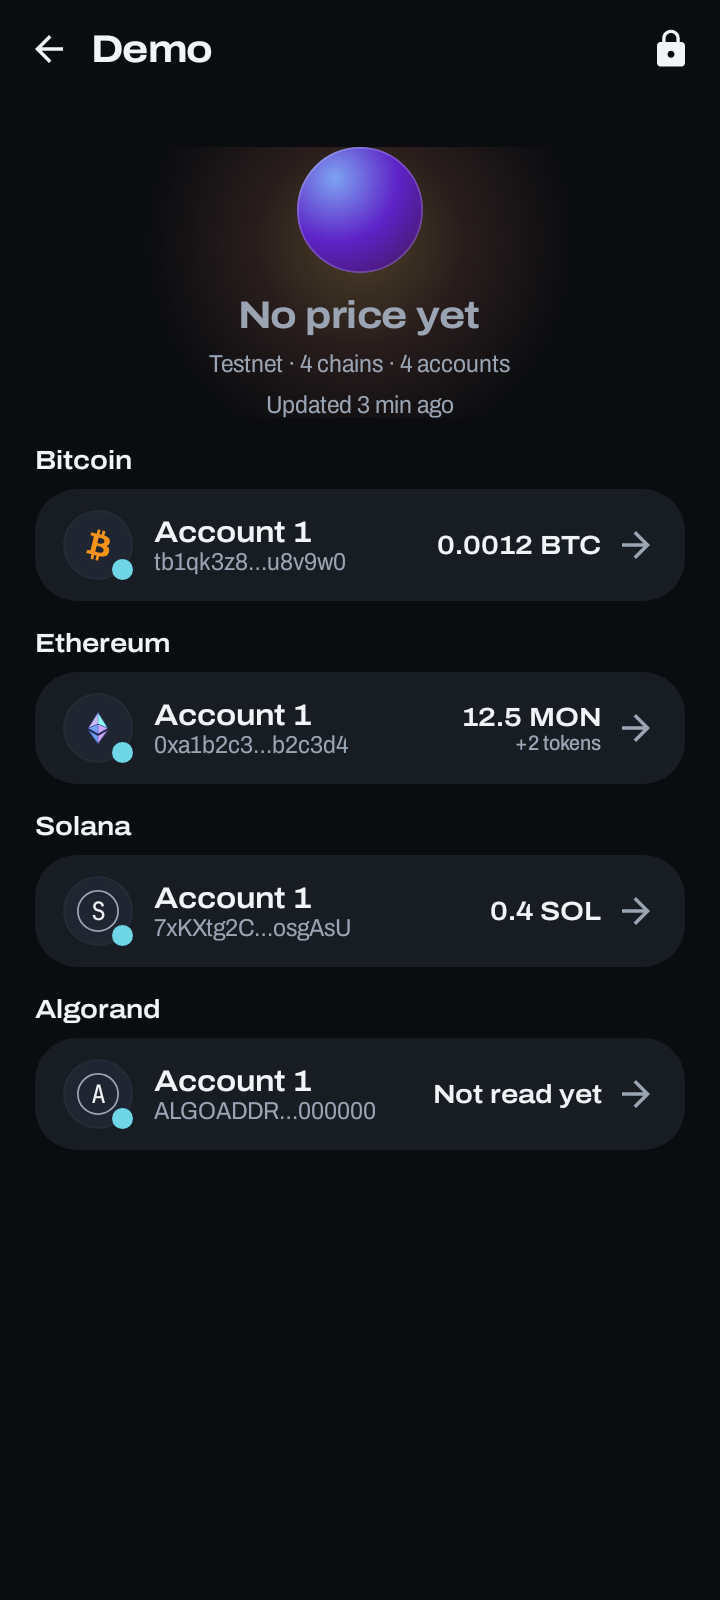 Demo
No price yet
Testnet · 4 chains · 4 accounts
Updated 3 min ago
Bitcoin
Account 1
tb1qk3z8...u8v9w0
0.0012 BTC
Ethereum
Account 1
0xa1b2c3...b2c3d4
12.5 MON
+2 tokens
Solana
S
Account 1
7xKXtg2C...osgAsU
0.4 SOL
Algorand
A
Account 1
ALGOADDR...000000
Not read yet